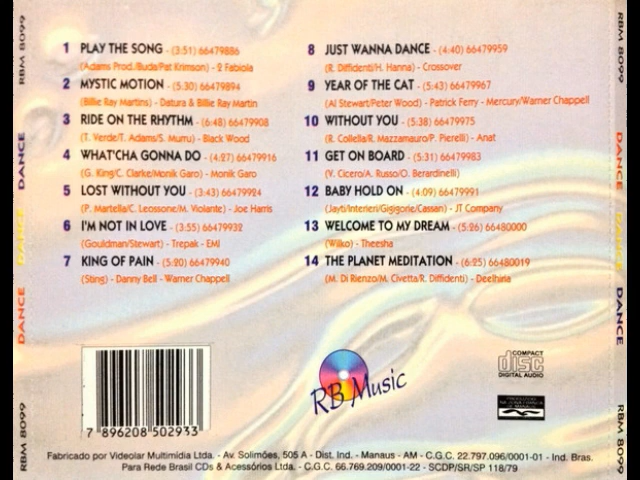 1 PLAY THE SONG - (3:51) 66479886
(Adams Prod./Buda/Pat Krimson) - 2 Fabiola
2 MYSTIC MOTION - (5:30) 66479894
(Billie Ray Martins) - Datura & Billie Ray Martin
3 RIDE ON THE RHYTHM - (6:48) 66479908
(T. Verde/T. Adams/S. Murru) - Black Wood
4 WHAT'CHA GONNA DO - (4:27) 66479916
(G. King/C. Clarke/Monik Garo) - Monik Garo
5 LOST WITHOUT YOU - (3:43) 66479924
(P. Martella/C. Leossone/M. Violante) - Joe Harris
6 I'M NOT IN LOVE - (3:55) 66479932
(Gouldman/Stewart) - Trepak - EMI
7 KING OF PAIN - (5:20) 66479940
(Sting) - Danny Bell - Warner Chappell
8 JUST WANNA DANCE - (4:40) 66479959
(R. Diffidenti/H. Hanna) - Crossover
9 YEAR OF THE CAT - (5:43) 66479967
(Al Stewart/Peter Wood) - Patrick Ferry - Mercury/Warner Chappell
10 WITHOUT YOU - (5:38) 66479975
(R. Colella/R. Mazzamauro/P. Pierelli) - Anat
11 GET ON BOARD - (5:31) 66479983
(V. Cicero/A. Russo/O. Berardinelli)
12 BABY HOLD ON - (4:09) 66479991
(Jayti/Interieri/Gigigorie/Cassan) - JT Company
13 WELCOME TO MY DREAM - (5:26) 66480000
(Wilko) - Theesha
14 THE PLANET MEDITATION - (6:25) 66480019
(M. Di Rienzo/M. Civetta/R. Diffidenti) - Deelhiria
7 896208 502933
RB Music
COMPACT
disc
DIGITAL AUDIO
Fabricado por Videolar Multimídia Ltda. - Av. Solimões, 505 A - Dist. Ind. - Manaus - AM - C.G.C. 22.797.096/0001-01 - Ind. Bras.
Para Rede Brasil CDs & Acessórios Ltda. - C.G.C. 66.769.209/0001-22 - SCDP/SR/SP 118/79
RBM 8099 DANCE DANCE DANCE RBM 8099
RBM 8099 DANCE DANCE DANCE RBM 8099